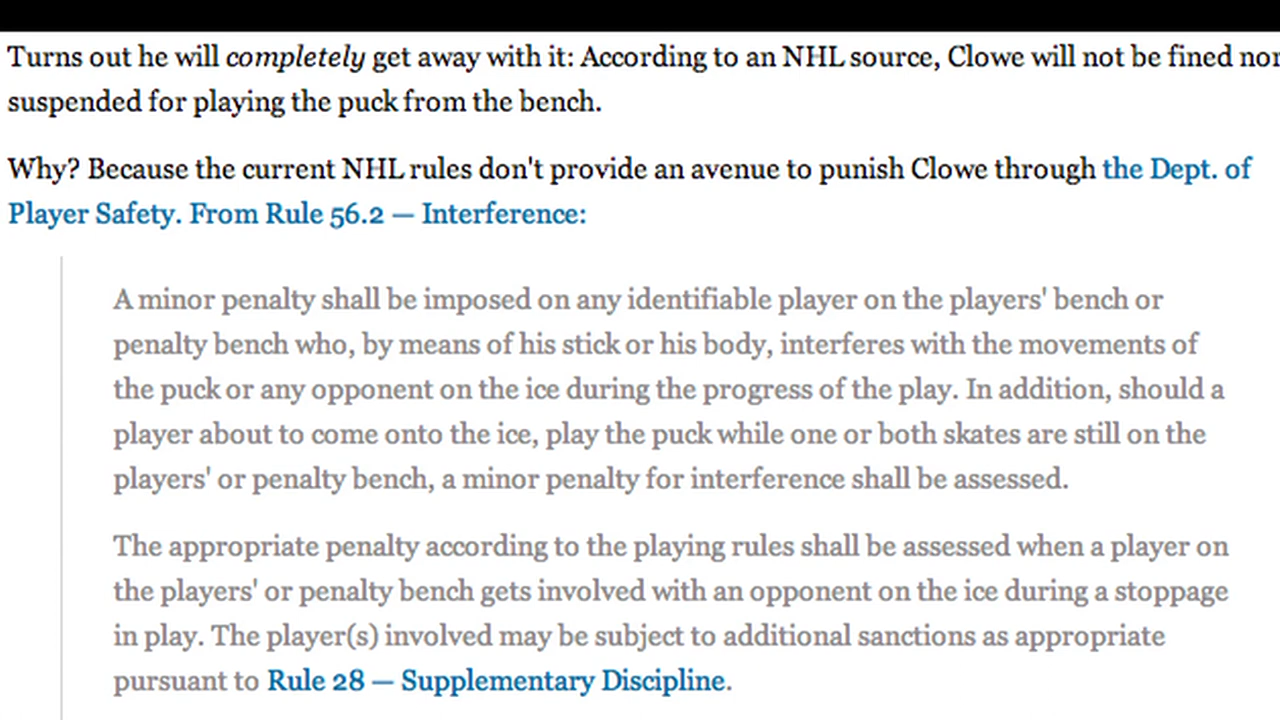 Turns out he will completely get away with it: According to an NHL source, Clowe will not be fined nor
suspended for playing the puck from the bench.
Why? Because the current NHL rules don't provide an avenue to punish Clowe through the Dept. of
Player Safety. From Rule 56.2 — Interference:
A minor penalty shall be imposed on any identifiable player on the players' bench or
penalty bench who, by means of his stick or his body, interferes with the movements of
the puck or any opponent on the ice during the progress of the play. In addition, should a
player about to come onto the ice, play the puck while one or both skates are still on the
players' or penalty bench, a minor penalty for interference shall be assessed.
The appropriate penalty according to the playing rules shall be assessed when a player on
the players' or penalty bench gets involved with an opponent on the ice during a stoppage
in play. The player(s) involved may be subject to additional sanctions as appropriate
pursuant to Rule 28 — Supplementary Discipline.